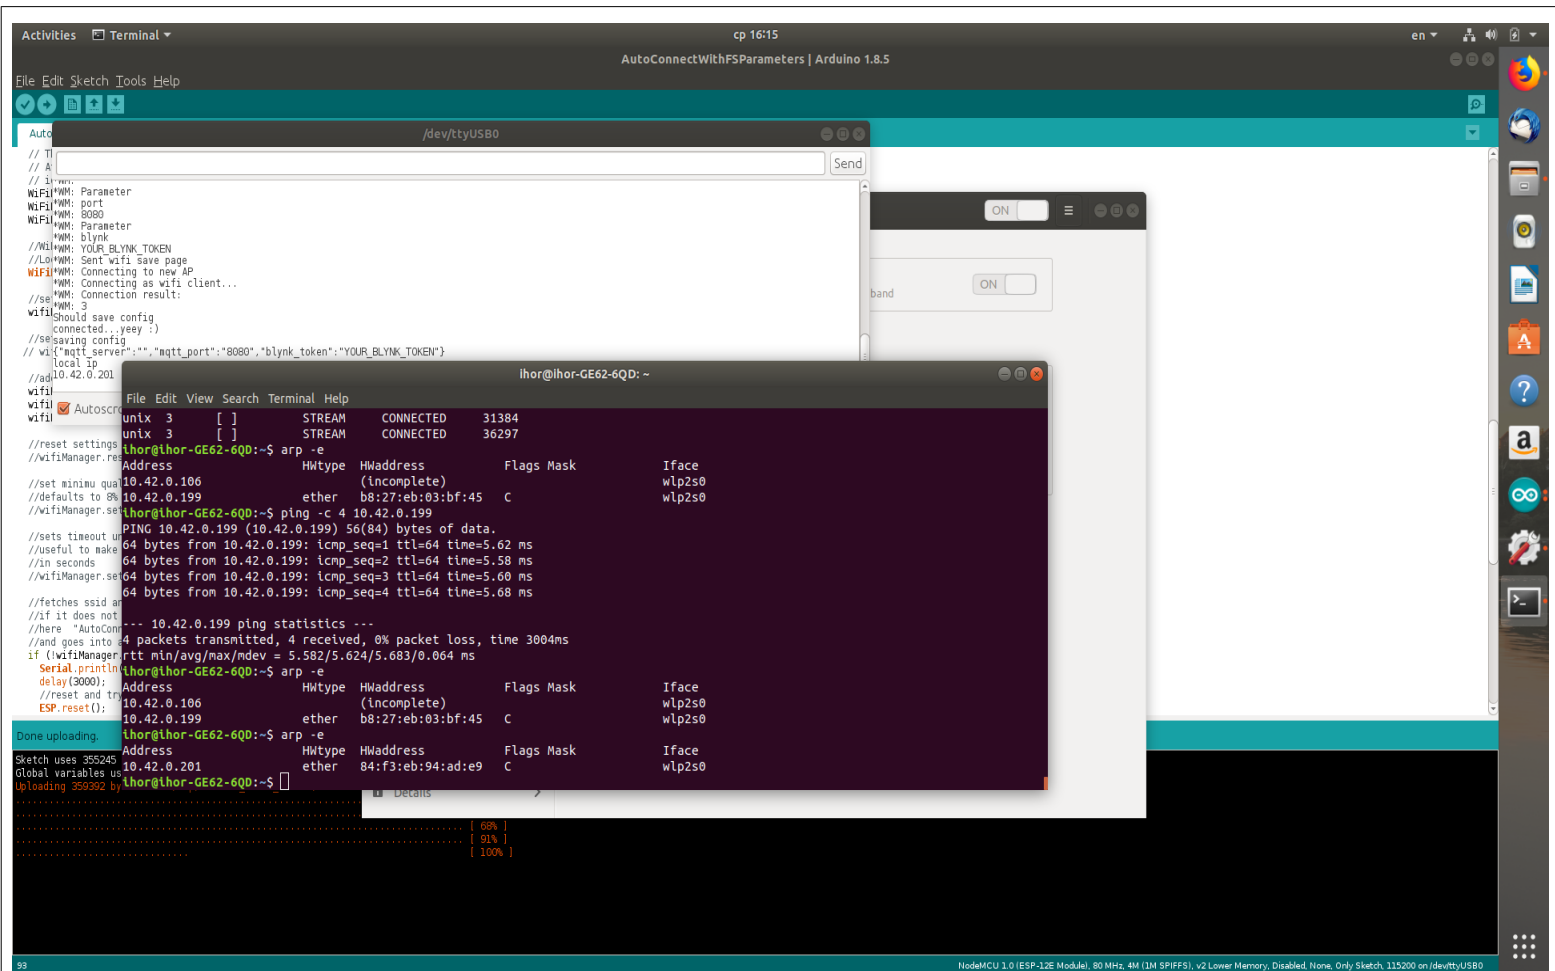 Activities Terminal ср 16:15 en
AutoConnectWithFSParameters | Arduino 1.8.5
File Edit Sketch Tools Help
Auto
/dev/ttyUSB0
Send
*WM: Parameter
*WM: port
*WM: 8080
*WM: Parameter
*WM: blynk
*WM: YOUR_BLYNK_TOKEN
*WM: Sent wifi save page
*WM: Connecting to new AP
*WM: Connecting as wifi client...
*WM: Connection result:
*WM: 3
Should save config
connected...yeey :)
saving config
{"mqtt_server":"","mqtt_port":"8080","blynk_token":"YOUR_BLYNK_TOKEN"}
local ip
10.42.0.201
Autoscro
ON
ON
band
ihor@ihor-GE62-6QD: ~
File Edit View Search Terminal Help
unix 3 [ ] STREAM CONNECTED 31384
unix 3 [ ] STREAM CONNECTED 36297
ihor@ihor-GE62-6QD:~$ arp -e
Address HWtype HWaddress Flags Mask Iface
10.42.0.106 (incomplete) wlp2s0
10.42.0.199 ether b8:27:eb:03:bf:45 C wlp2s0
ihor@ihor-GE62-6QD:~$ ping -c 4 10.42.0.199
PING 10.42.0.199 (10.42.0.199) 56(84) bytes of data.
64 bytes from 10.42.0.199: icmp_seq=1 ttl=64 time=5.62 ms
64 bytes from 10.42.0.199: icmp_seq=2 ttl=64 time=5.58 ms
64 bytes from 10.42.0.199: icmp_seq=3 ttl=64 time=5.60 ms
64 bytes from 10.42.0.199: icmp_seq=4 ttl=64 time=5.68 ms
--- 10.42.0.199 ping statistics ---
4 packets transmitted, 4 received, 0% packet loss, time 3004ms
rtt min/avg/max/mdev = 5.582/5.624/5.683/0.064 ms
ihor@ihor-GE62-6QD:~$ arp -e
Address HWtype HWaddress Flags Mask Iface
10.42.0.106 (incomplete) wlp2s0
10.42.0.199 ether b8:27:eb:03:bf:45 C wlp2s0
ihor@ihor-GE62-6QD:~$ arp -e
Address HWtype HWaddress Flags Mask Iface
10.42.0.201 ether 84:f3:eb:94:ad:e9 C wlp2s0
ihor@ihor-GE62-6QD:~$
Details
//reset settings
//wifiManager.res
//set minimu qual
//defaults to 8%
//wifiManager.set
//sets timeout un
//useful to make
//in seconds
//wifiManager.set
//fetches ssid an
//if it does not
//here "AutoConn
//and goes into a
if (!wifiManager.
Serial.println(
delay(3000);
//reset and try
ESP.reset();
Done uploading.
Sketch uses 355245
Global variables us
Uploading 359392 by
[ 68% ]
[ 91% ]
[ 100% ]
93 NodeMCU 1.0 (ESP-12E Module), 80 MHz, 4M (1M SPIFFS), v2 Lower Memory, Disabled, None, Only Sketch, 115200 on /dev/ttyUSB0